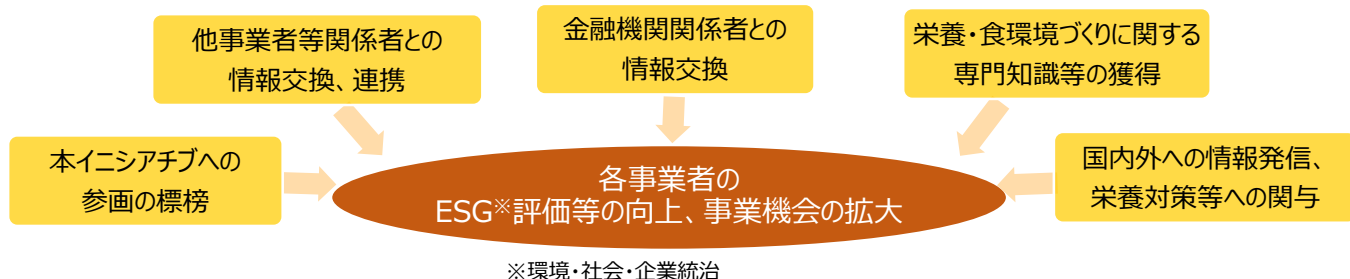 他事業者等関係者との
情報交換、連携
金融機関関係者との
情報交換
栄養・食環境づくりに関する
専門知識等の獲得
本イニシアチブへの
参画の標榜
国内外への情報発信、
栄養対策等への関与
各事業者の
ESG※評価等の向上、事業機会の拡大
※環境・社会・企業統治